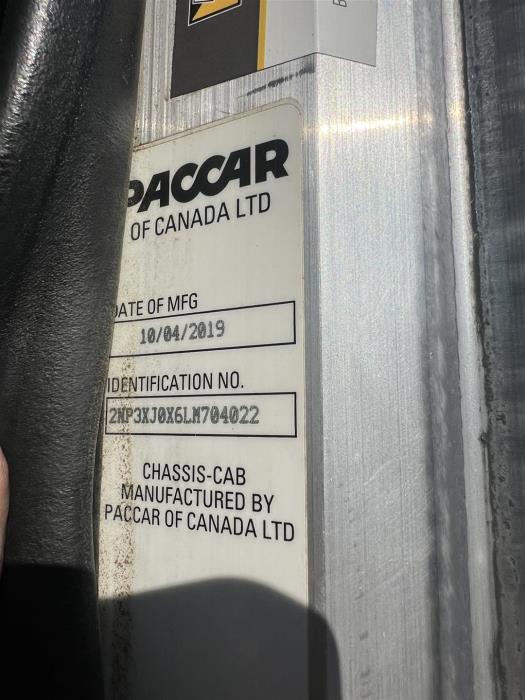 PACCAR
OF CANADA LTD
DATE OF MFG
10/04/2019
IDENTIFICATION NO.
2NP3XJ0X6LM704022
CHASSIS-CAB
MANUFACTURED BY
PACCAR OF CANADA LTD